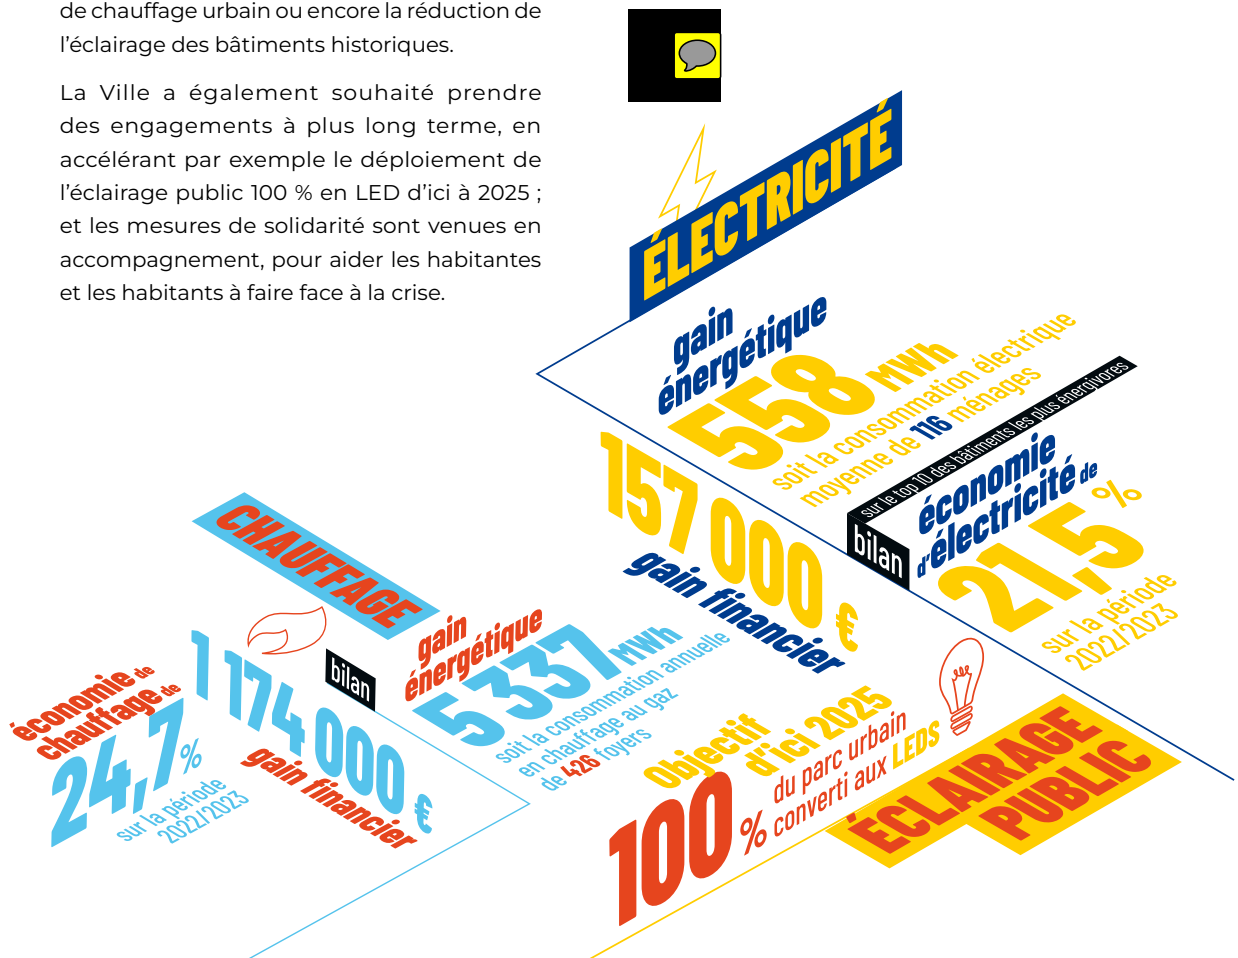 de chauffage urbain ou encore la réduction de
l’éclairage des bâtiments historiques.
La Ville a également souhaité prendre
des engagements à plus long terme, en
accélérant par exemple le déploiement de
l’éclairage public 100 % en LED d’ici à 2025 ;
et les mesures de solidarité sont venues en
accompagnement, pour aider les habitantes
et les habitants à faire face à la crise.
ÉLECTRICITÉ
gain
énergétique
558 MWh
soit la consommation électrique
moyenne de 116 ménages
157 000 €
gain financier
sur le top 10 des bâtiments les plus énergivores
bilan
économie
d’électricité de
21,5 %
sur la période
2022/2023
CHAUFFAGE
bilan
gain
énergétique
5 337 MWh
soit la consommation annuelle
en chauffage au gaz
de 426 foyers
1 174 000 €
gain financier
économie de
chauffage de
24,7 %
sur la période
2022/2023
Objectif
d’ici 2025
100 %
du parc urbain
converti aux LEDS
ÉCLAIRAGE
PUBLIC